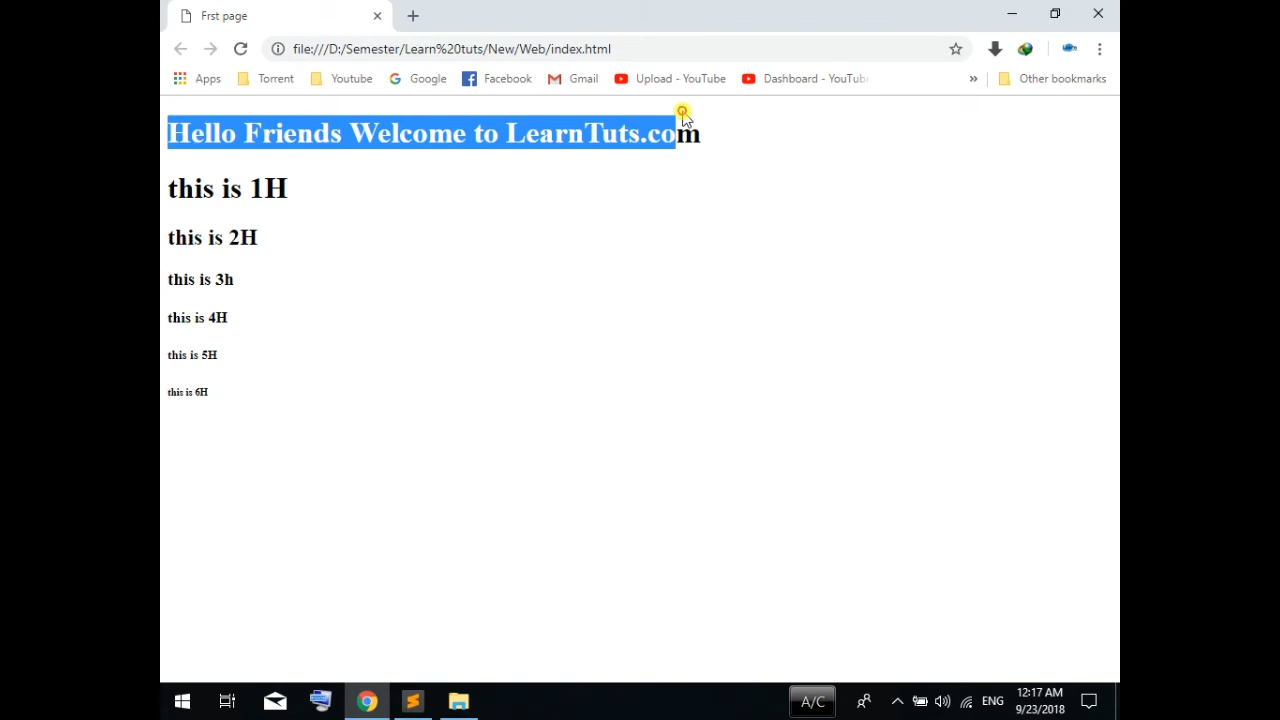 Frst page
file:///D:/Semester/Learn%20tuts/New/Web/index.html
Apps Torrent Youtube Google Facebook Gmail Upload - YouTube Dashboard - YouTub » Other bookmarks
Hello Friends Welcome to LearnTuts.com
this is 1H
this is 2H
this is 3h
this is 4H
this is 5H
this is 6H
A/C ENG 12:17 AM
9/23/2018